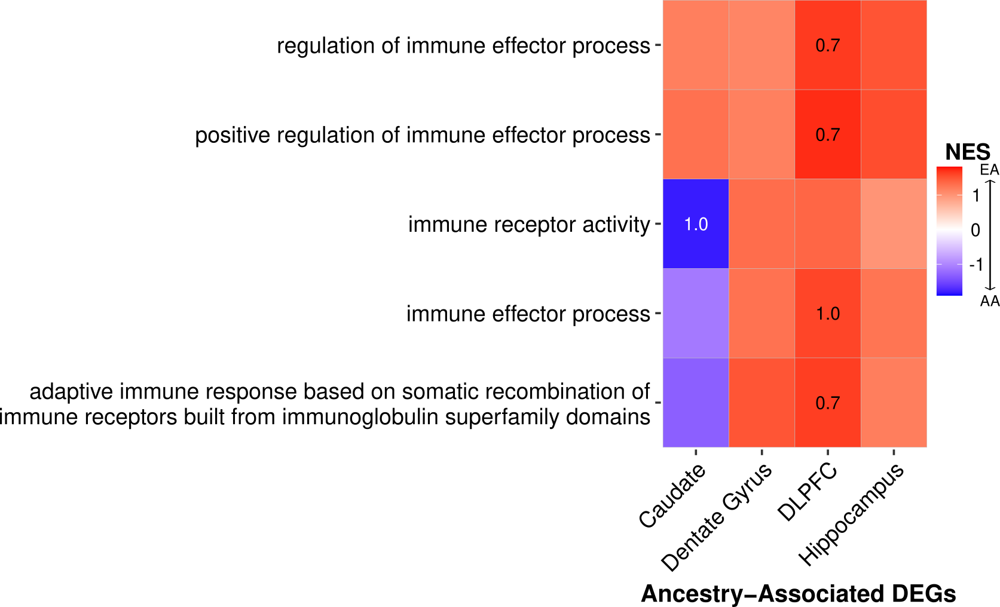 regulation of immune effector process
0.7
positive regulation of immune effector process
0.7
immune receptor activity
1.0
immune effector process
1.0
adaptive immune response based on somatic recombination of
immune receptors built from immunoglobulin superfamily domains
0.7
NES
EA
1
0
-1
AA
Caudate
Dentate Gyrus
DLPFC
Hippocampus
Ancestry−Associated DEGs